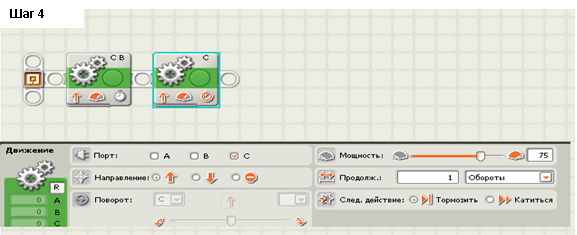 Шаг 4
C B
C
Движение
Порт: A B C
Мощность: 75
R
Направление:
Продолж.: 1 Обороты
0 A
0 B
0 C
Поворот: C
След. действие: Тормозить Катиться